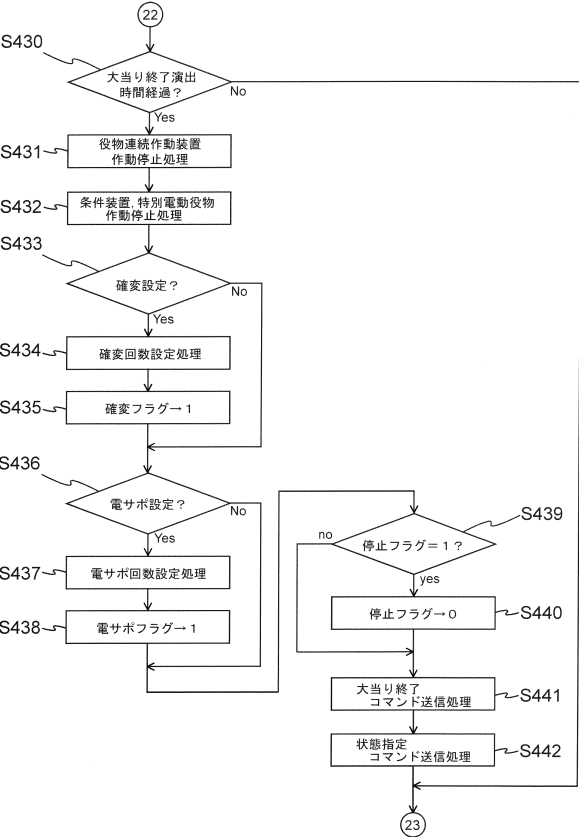 22
S430
大当り終了演出
時間経過？
No
Yes
S431
役物連続作動装置
作動停止処理
S432
条件装置,特別電動役物
作動停止処理
S433
確変設定？
No
Yes
S434
確変回数設定処理
S435
確変フラグ→１
S436
電サポ設定？
No
Yes
S437
電サポ回数設定処理
S438
電サポフラグ→１
S439
停止フラグ＝１？
no
yes
S440
停止フラグ→０
S441
大当り終了
コマンド送信処理
S442
状態指定
コマンド送信処理
23